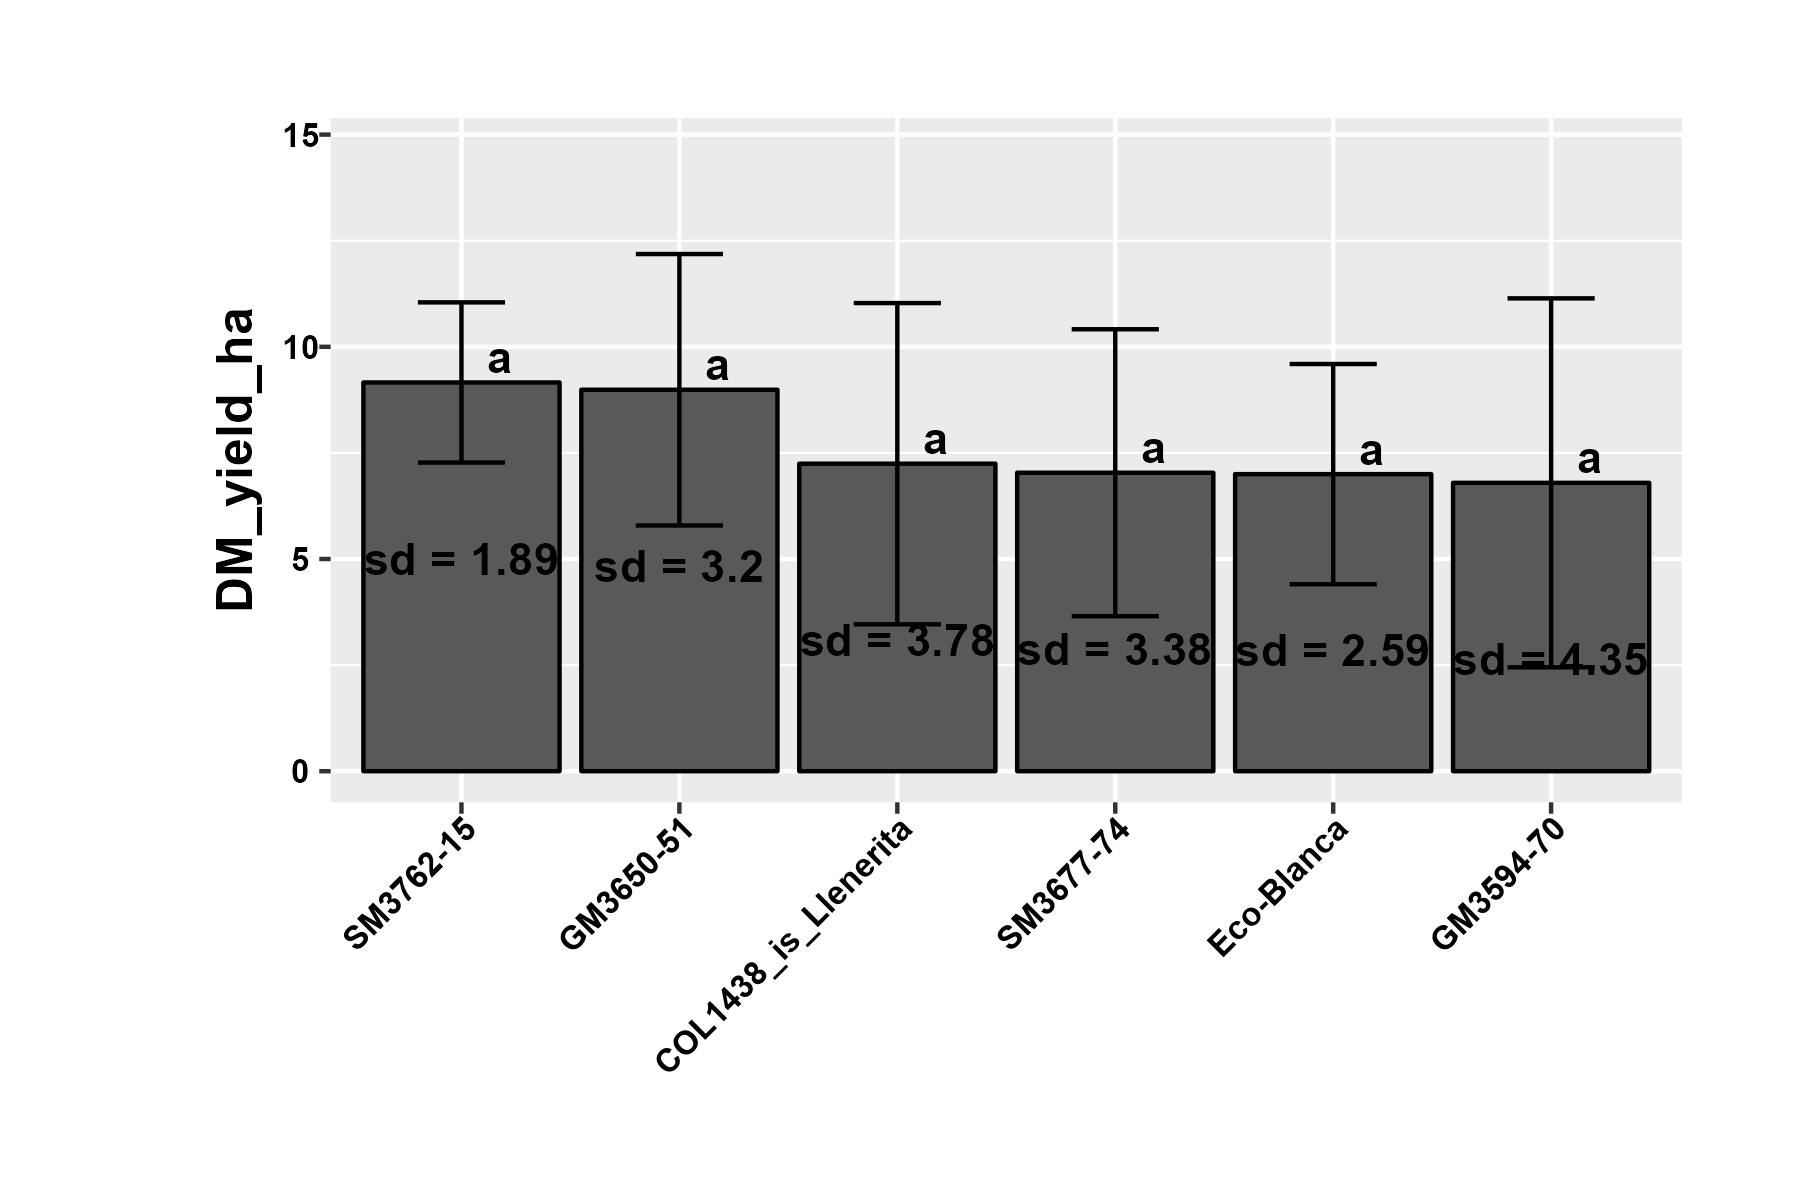 DM_yield_ha
15
10
5
0
a
a
a
a
a
a
sd = 1.89
sd = 3.2
sd = 3.78
sd = 3.38
sd = 2.59
sd = 4.35
SM3762-15
GM3650-51
COL1438_is_Llenerita
SM3677-74
Eco-Blanca
GM3594-70